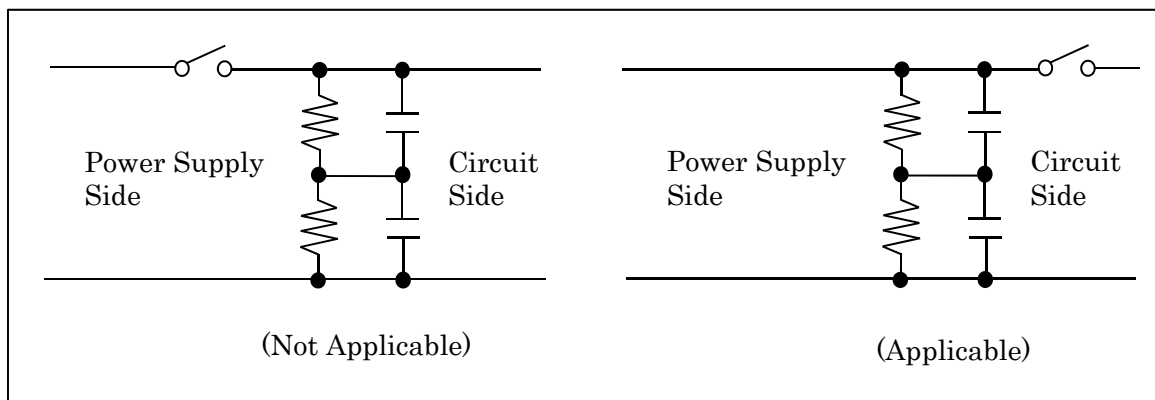 Power Supply
Side
Circuit
Side
(Not Applicable)
Power Supply
Side
Circuit
Side
(Applicable)